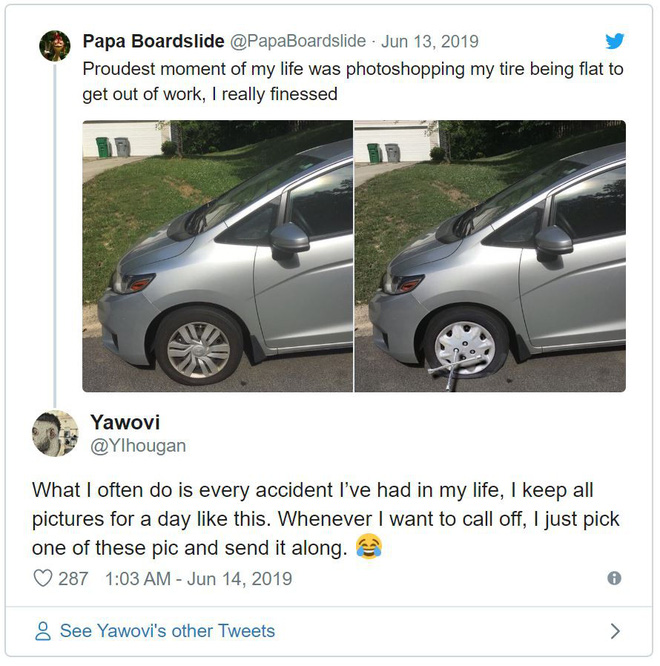 Papa Boardslide @PapaBoardslide · Jun 13, 2019
Proudest moment of my life was photoshopping my tire being flat to
get out of work, I really finessed
Yawovi
@Ylhougan
What I often do is every accident I’ve had in my life, I keep all
pictures for a day like this. Whenever I want to call off, I just pick
one of these pic and send it along. 😂
287 1:03 AM - Jun 14, 2019
See Yawovi's other Tweets